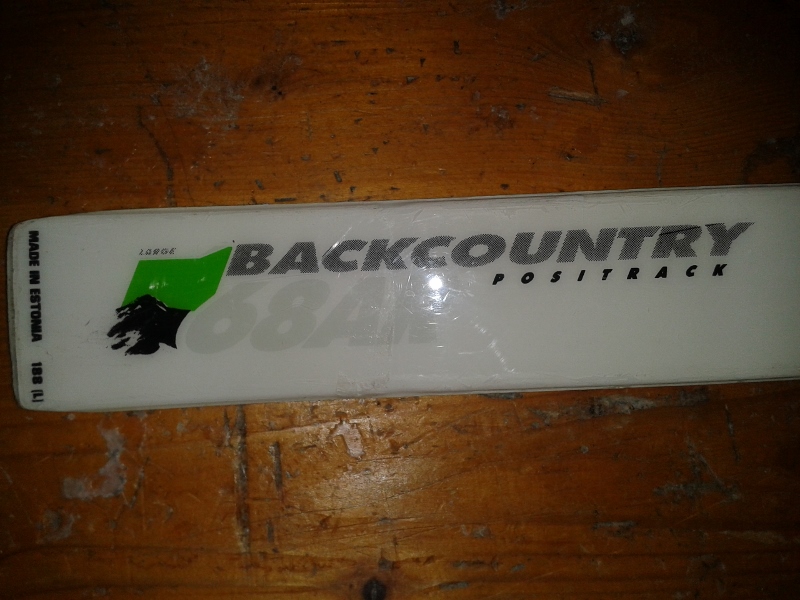 LARGE
BACKCOUNTRY
POSITRACK
MADE IN ESTONIA 188 (L)